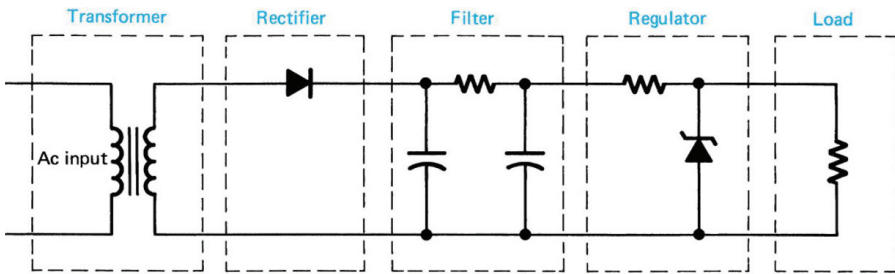 Transformer
Rectifier
Filter
Regulator
Load
Ac input